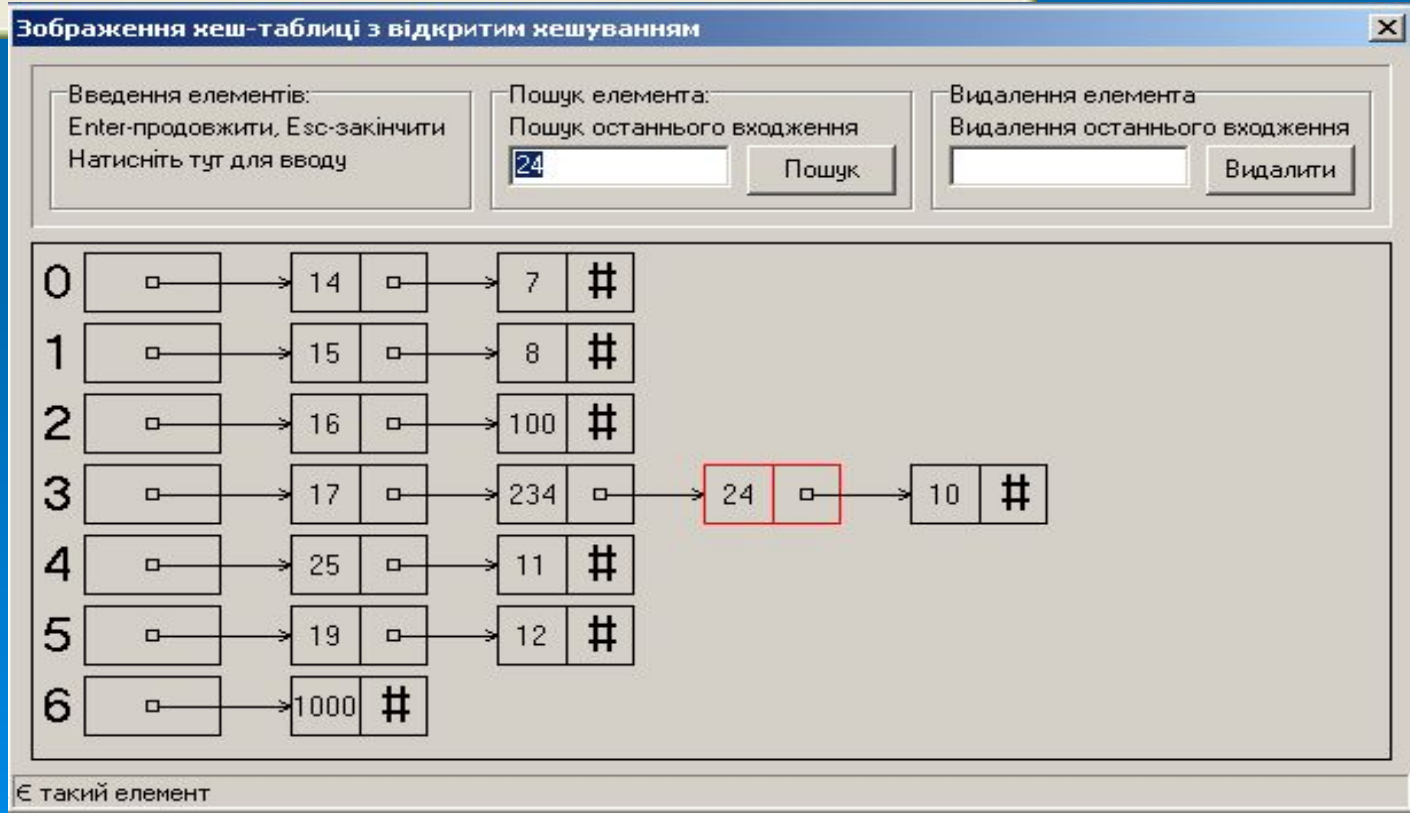 Зображення хеш-таблиці з відкритим хешуванням
Введення елементів:
Enter-продовжити, Esc-закінчити
Натисніть тут для вводу
Пошук елемента:
Пошук останнього входження
24
Пошук
Видалення елемента
Видалення останнього входження
Видалити
0 14 7 #
1 15 8 #
2 16 100 #
3 17 234 24 10 #
4 25 11 #
5 19 12 #
6 1000 #
Є такий елемент